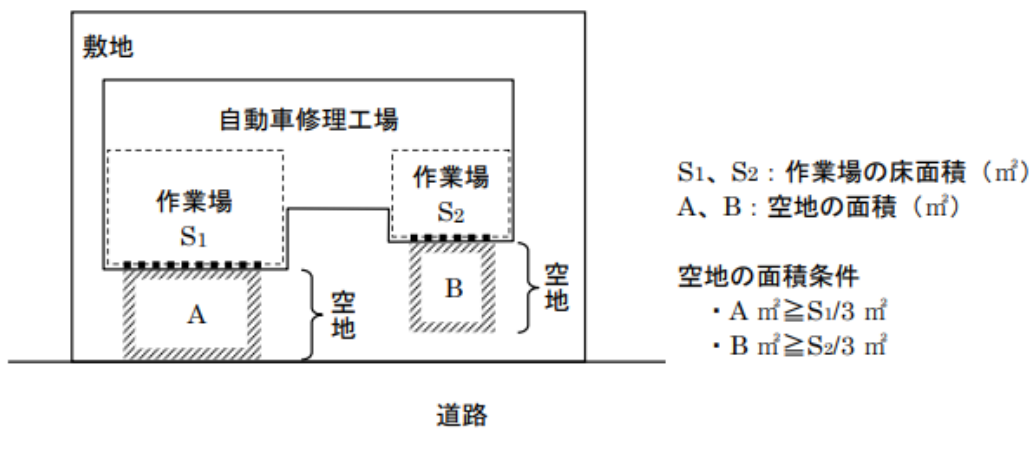 敷地
自動車修理工場
作業場
S1
作業場
S2
A
空地
B
空地
道路
S1、S2：作業場の床面積（㎡）
A、B：空地の面積（㎡）
空地の面積条件
・A ㎡≧S1/3 ㎡
・B ㎡≧S2/3 ㎡